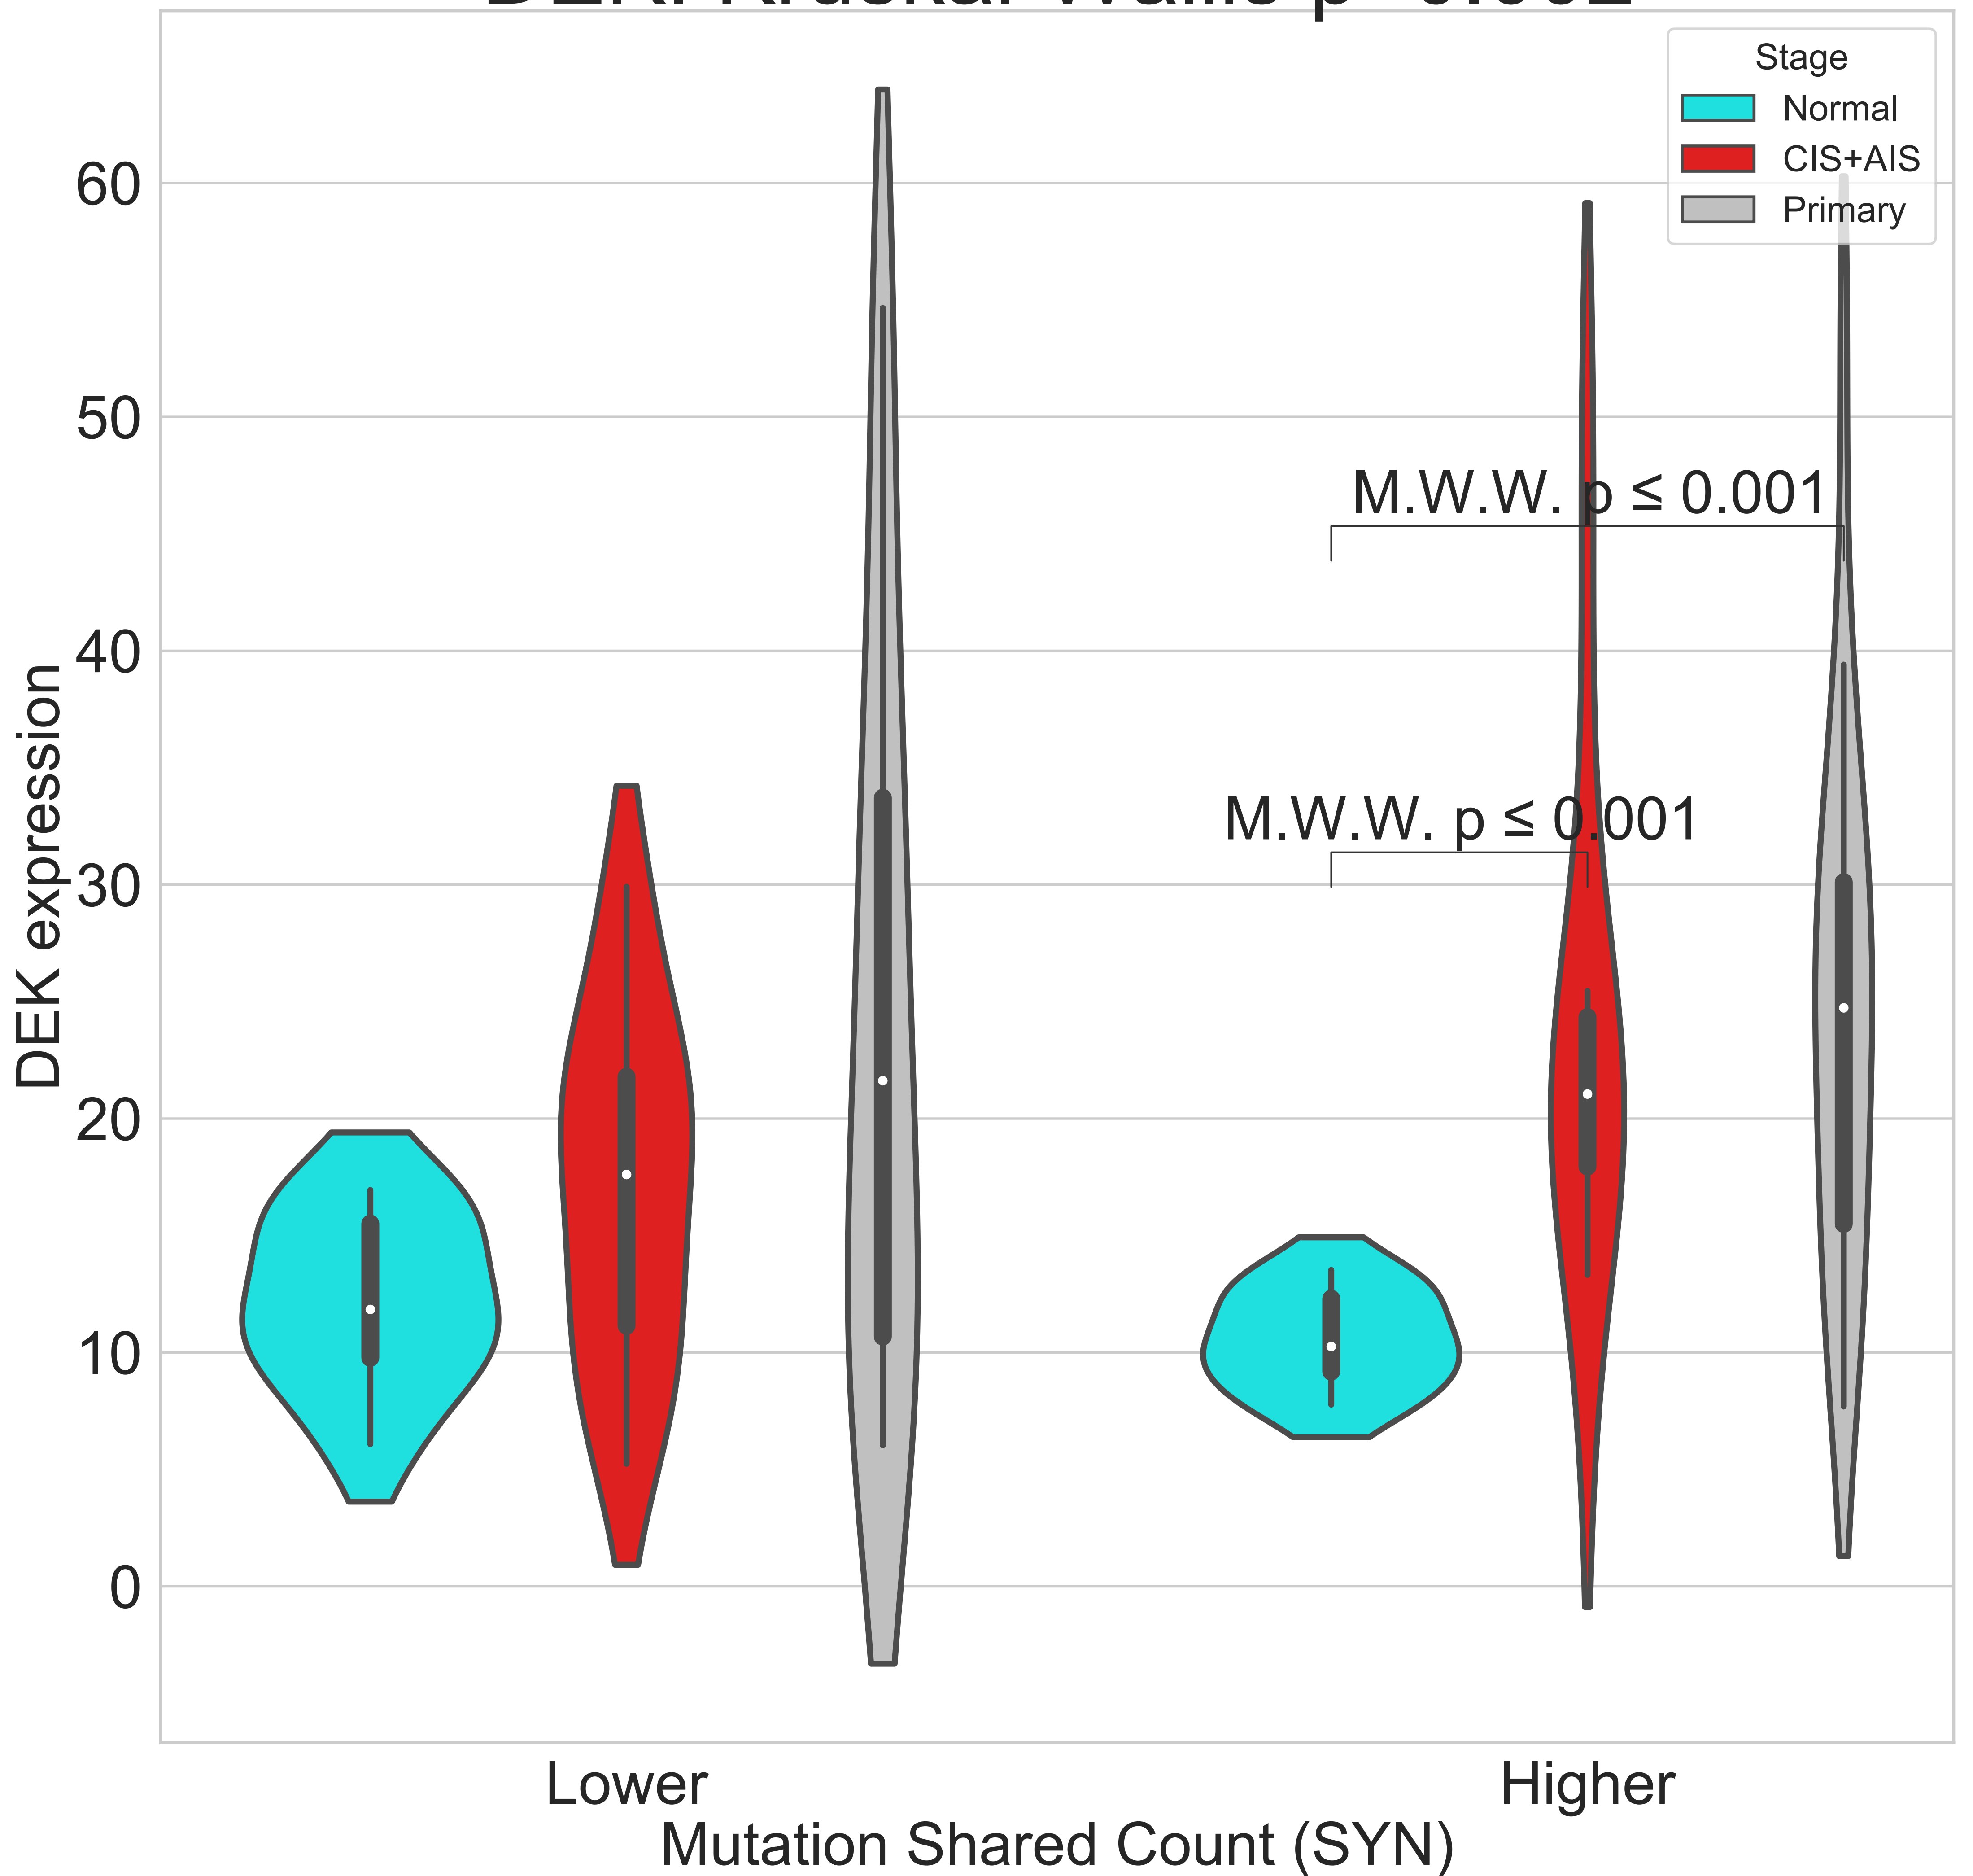 Stage
Normal
CIS+AIS
Primary
60
50
40
30
20
10
0
DEK expression
M.W.W. p ≤ 0.001
M.W.W. p ≤ 0.001
Lower
Higher
Mutation Shared Count (SYN)